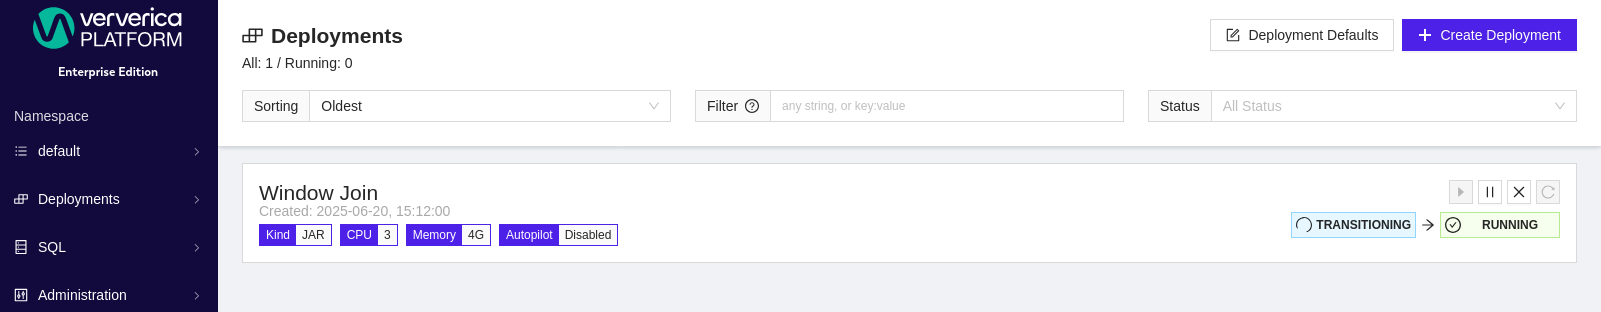 ververica
PLATFORM
Enterprise Edition
Namespace
default
Deployments
SQL
Administration
Deployments
All: 1 / Running: 0
Deployment Defaults
Create Deployment
Sorting
Oldest
Filter
any string, or key:value
Status
All Status
Window Join
Created: 2025-06-20, 15:12:00
Kind JAR CPU 3 Memory 4G Autopilot Disabled
TRANSITIONING
RUNNING